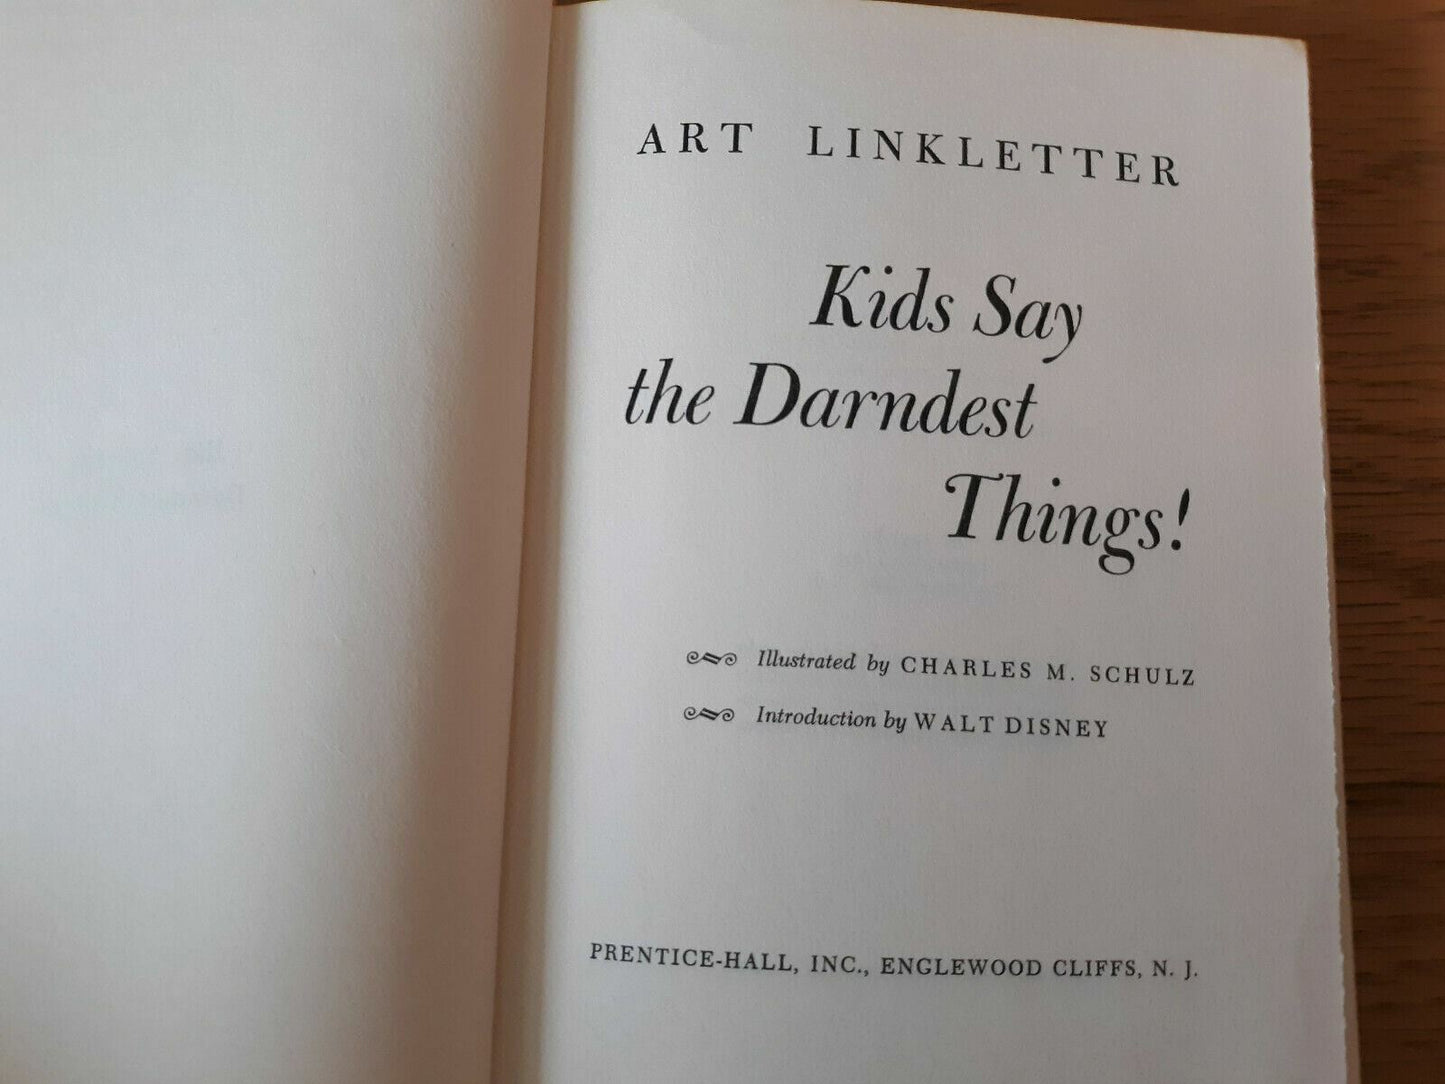 ART LINKLETTER
Kids Say
the Darndest
Things!
Illustrated by CHARLES M. SCHULZ
Introduction by WALT DISNEY
PRENTICE-HALL, INC., ENGLEWOOD CLIFFS, N. J.